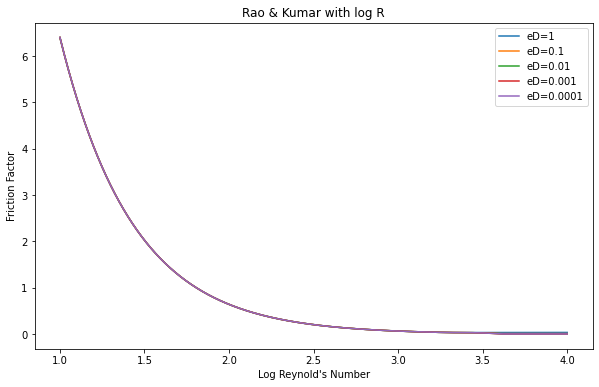 Rao & Kumar with log R
eD=1
eD=0.1
eD=0.01
eD=0.001
eD=0.0001
Friction Factor
6
5
4
3
2
1
0
1.0 1.5 2.0 2.5 3.0 3.5 4.0
Log Reynold's Number